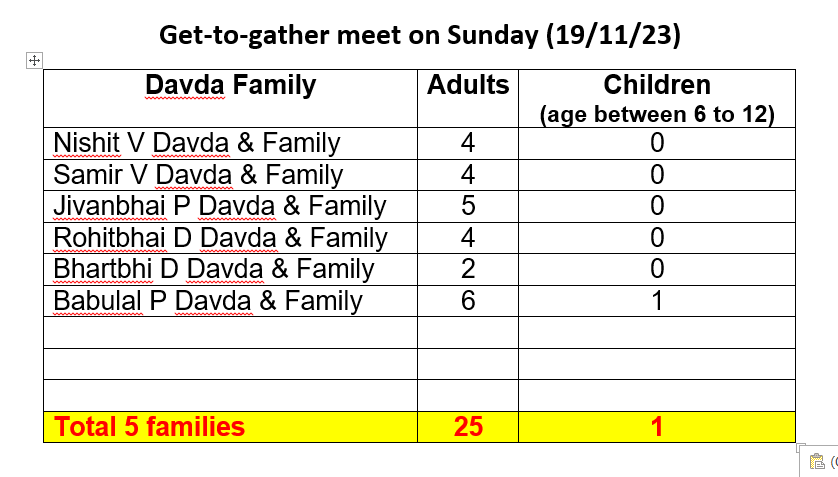 Get-to-gather meet on Sunday (19/11/23)
Davda Family Adults Children
(age between 6 to 12)
Nishit V Davda & Family 4 0
Samir V Davda & Family 4 0
Jivanbhai P Davda & Family 5 0
Rohitbhai D Davda & Family 4 0
Bhartbhi D Davda & Family 2 0
Babulal P Davda & Family 6 1
Total 5 families 25 1